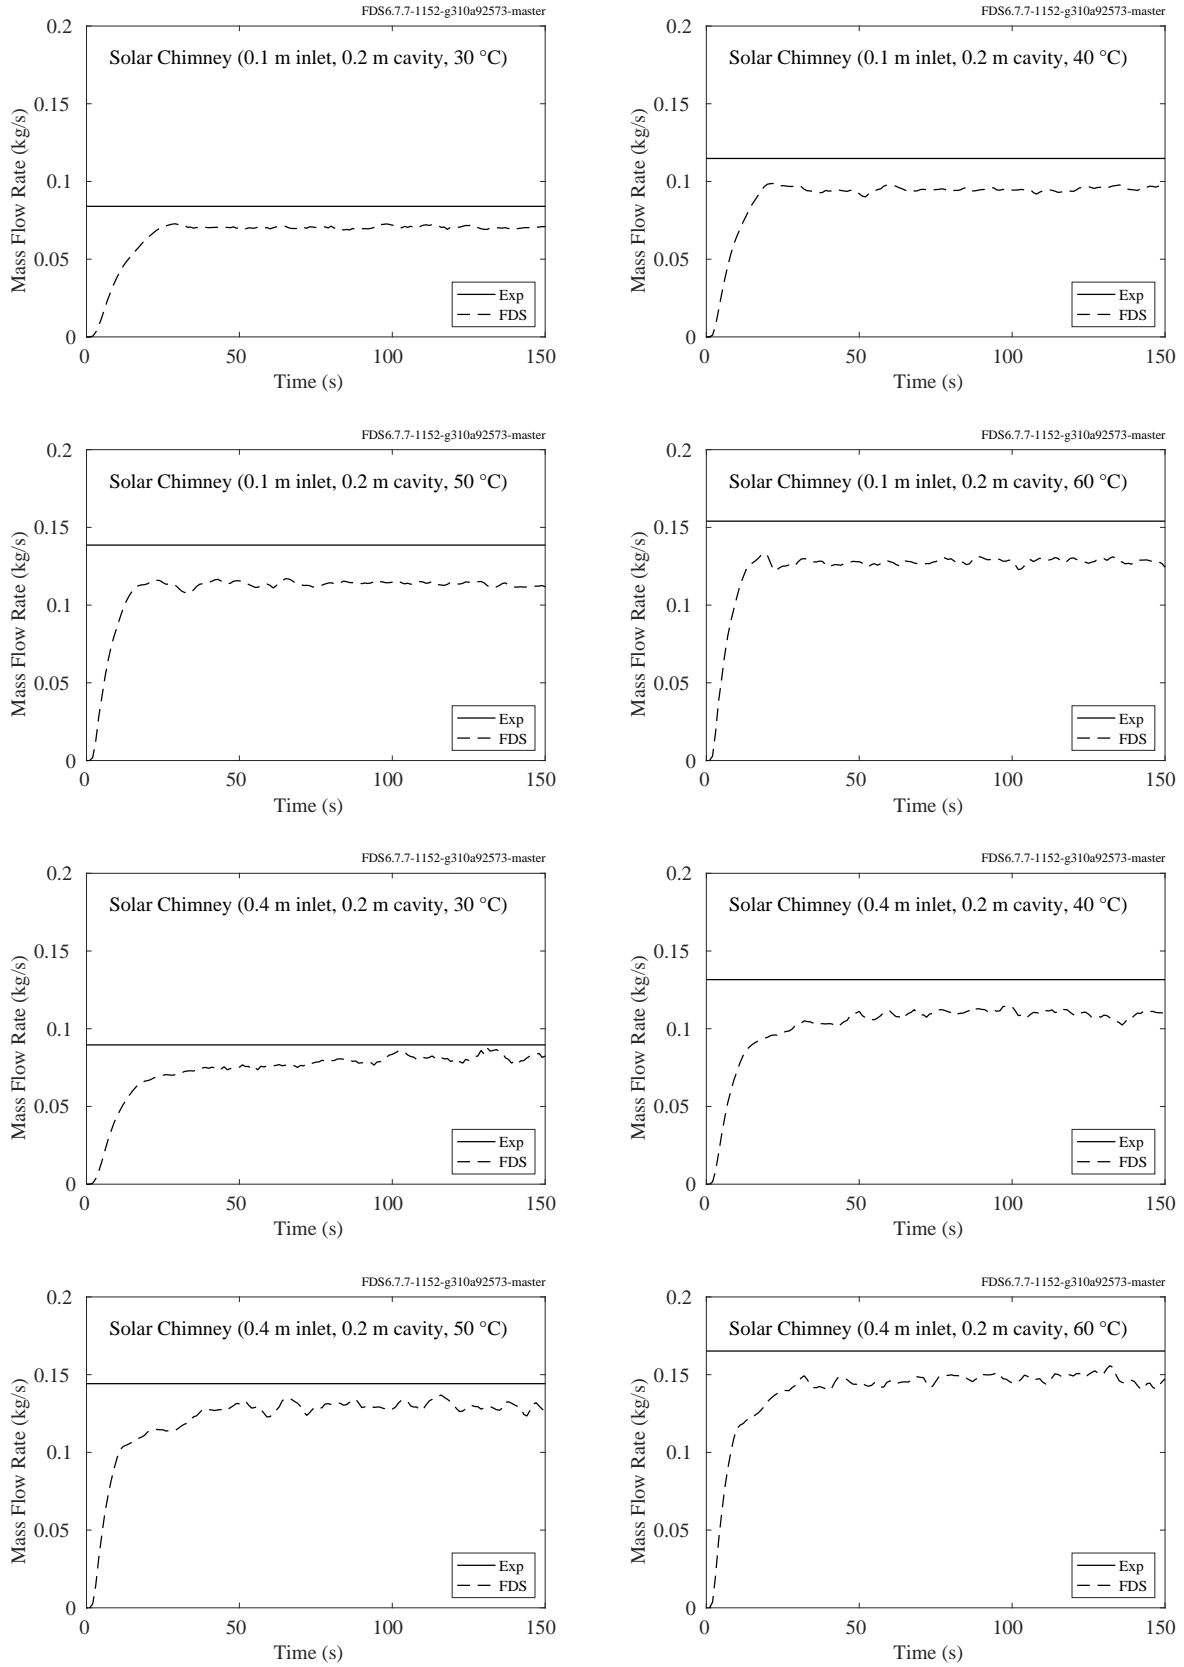 FDS6.7.7-1152-g310a92573-master
Solar Chimney (0.1 m inlet, 0.2 m cavity, 30 °C)
Mass Flow Rate (kg/s)
0.2
0.15
0.1
0.05
0
Exp
FDS
0 50 100 150
Time (s)
FDS6.7.7-1152-g310a92573-master
Solar Chimney (0.1 m inlet, 0.2 m cavity, 40 °C)
Mass Flow Rate (kg/s)
0.2
0.15
0.1
0.05
0
Exp
FDS
0 50 100 150
Time (s)
FDS6.7.7-1152-g310a92573-master
Solar Chimney (0.1 m inlet, 0.2 m cavity, 50 °C)
Mass Flow Rate (kg/s)
0.2
0.15
0.1
0.05
0
Exp
FDS
0 50 100 150
Time (s)
FDS6.7.7-1152-g310a92573-master
Solar Chimney (0.1 m inlet, 0.2 m cavity, 60 °C)
Mass Flow Rate (kg/s)
0.2
0.15
0.1
0.05
0
Exp
FDS
0 50 100 150
Time (s)
FDS6.7.7-1152-g310a92573-master
Solar Chimney (0.4 m inlet, 0.2 m cavity, 30 °C)
Mass Flow Rate (kg/s)
0.2
0.15
0.1
0.05
0
Exp
FDS
0 50 100 150
Time (s)
FDS6.7.7-1152-g310a92573-master
Solar Chimney (0.4 m inlet, 0.2 m cavity, 40 °C)
Mass Flow Rate (kg/s)
0.2
0.15
0.1
0.05
0
Exp
FDS
0 50 100 150
Time (s)
FDS6.7.7-1152-g310a92573-master
Solar Chimney (0.4 m inlet, 0.2 m cavity, 50 °C)
Mass Flow Rate (kg/s)
0.2
0.15
0.1
0.05
0
Exp
FDS
0 50 100 150
Time (s)
FDS6.7.7-1152-g310a92573-master
Solar Chimney (0.4 m inlet, 0.2 m cavity, 60 °C)
Mass Flow Rate (kg/s)
0.2
0.15
0.1
0.05
0
Exp
FDS
0 50 100 150
Time (s)